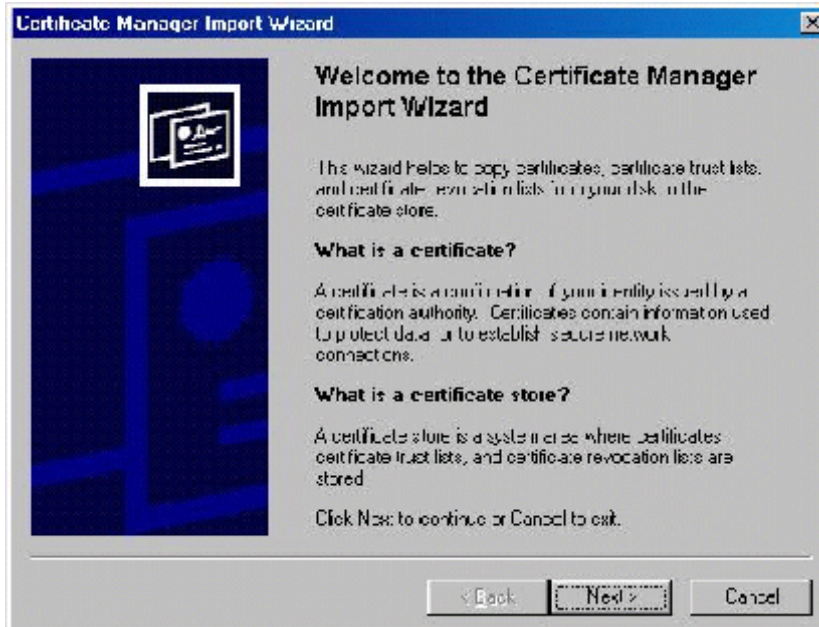 Certificate Manager Import Wizard
Welcome to the Certificate Manager
Import Wizard
This wizard helps to copy certificates, certificate trust lists,
and certificate revocation lists from your disk to the
certificate store.
What is a certificate?
A certificate is a confirmation of your identity issued by a
certification authority. Certificates contain information used
to protect data or to establish secure network
connections.
What is a certificate store?
A certificate store is a system area where certificates
certificate trust lists, and certificate revocation lists are
stored
Click Next to continue or Cancel to exit.
< Back
Next >
Cancel